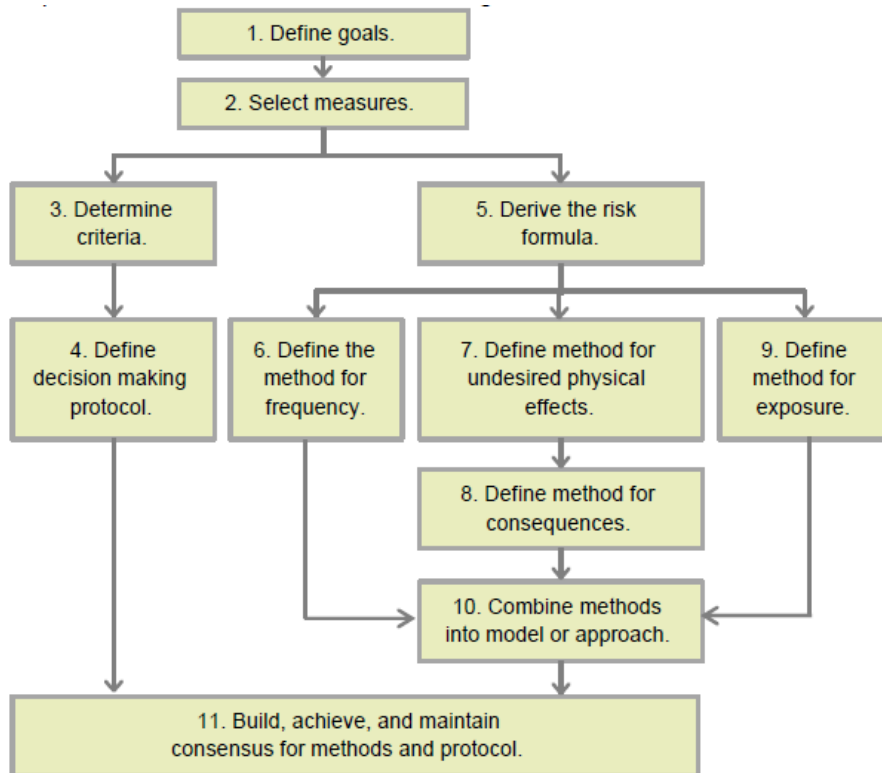 1. Define goals.
2. Select measures.
3. Determine
criteria.
5. Derive the risk
formula.
4. Define
decision making
protocol.
6. Define the
method for
frequency.
7. Define method for
undesired physical
effects.
9. Define
method for
exposure.
8. Define method for
consequences.
10. Combine methods
into model or approach.
11. Build, achieve, and maintain
consensus for methods and protocol.